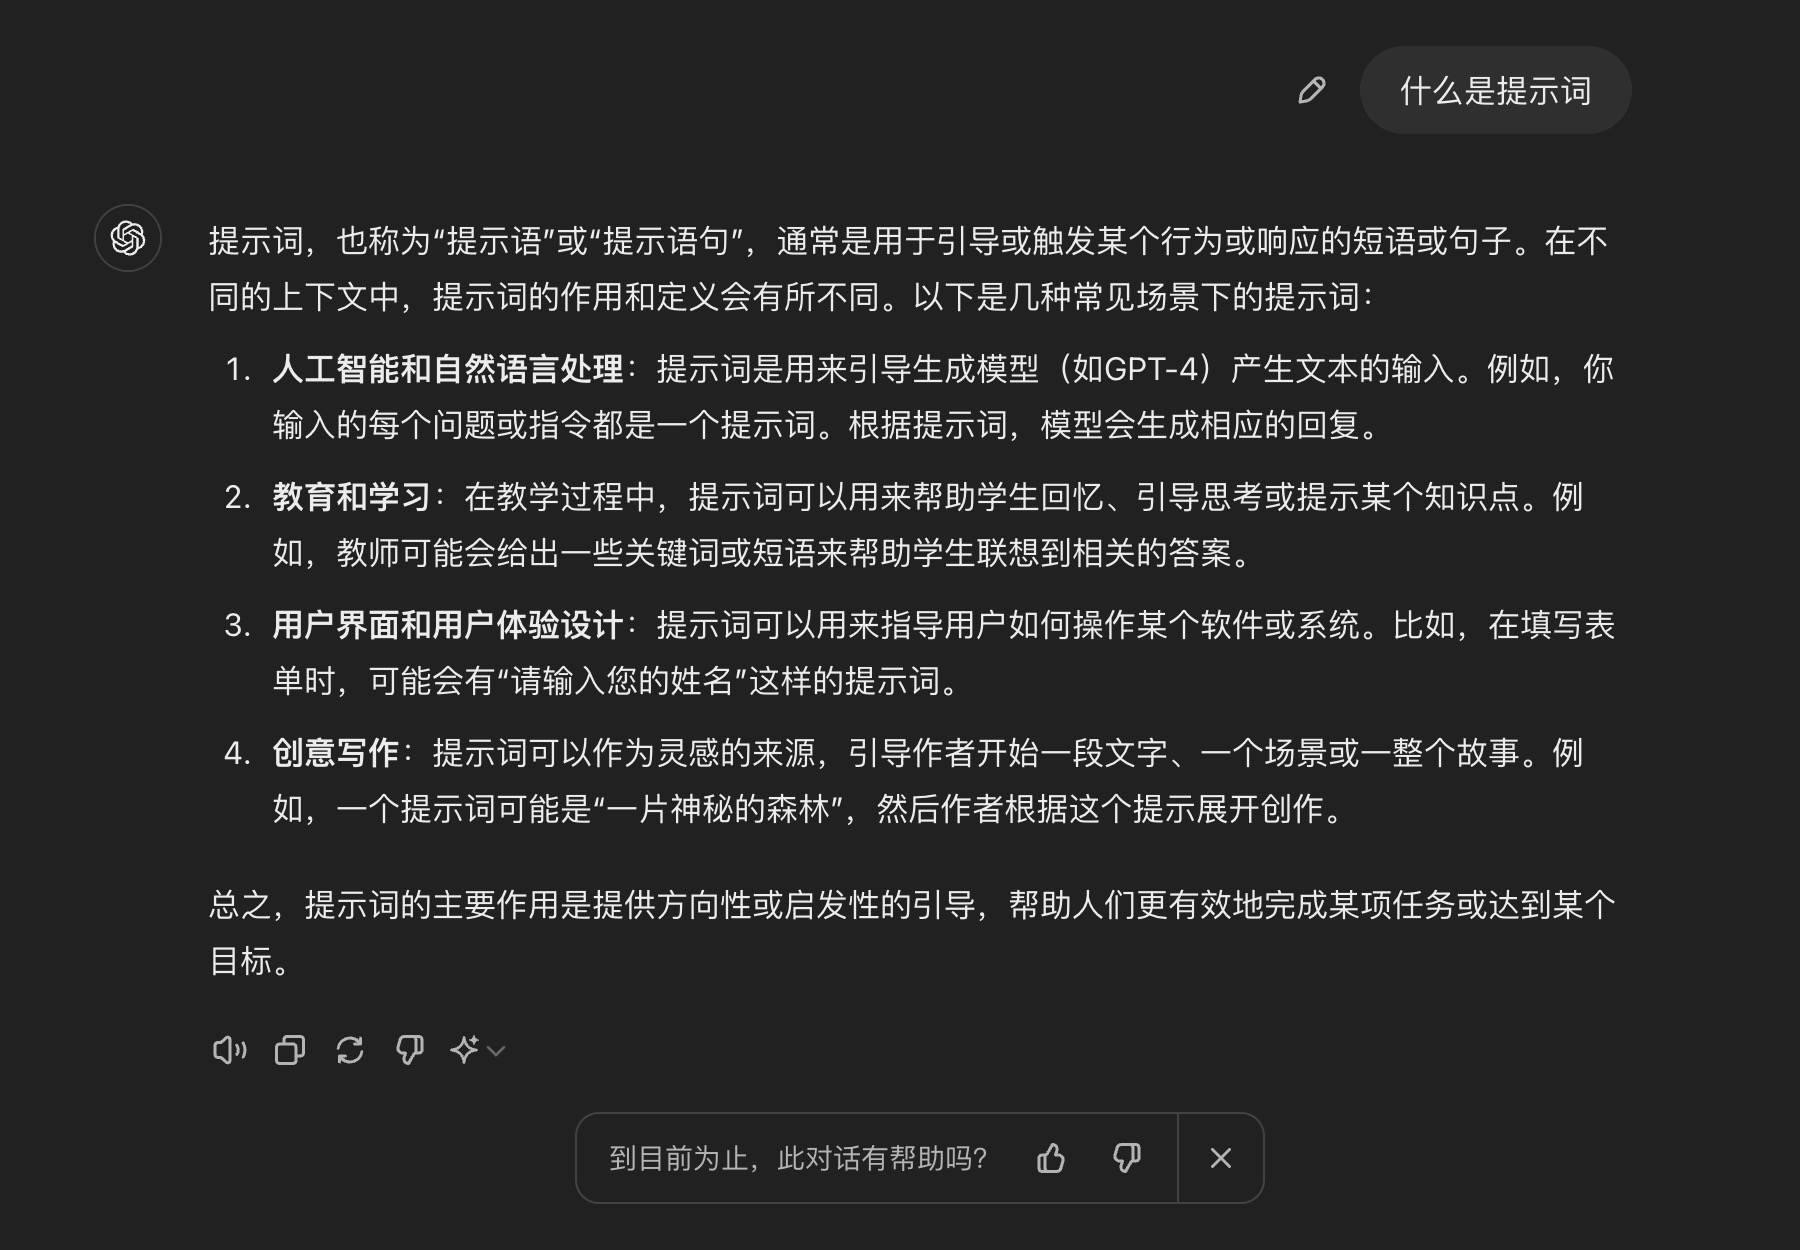 什么是提示词
提示词，也称为“提示语”或“提示语句”，通常是用于引导或触发某个行为或响应的短语或句子。在不
同的上下文中，提示词的作用和定义会有所不同。以下是几种常见场景下的提示词：
1. 人工智能和自然语言处理：提示词是用来引导生成模型（如GPT-4）产生文本的输入。例如，你
输入的每个问题或指令都是一个提示词。根据提示词，模型会生成相应的回复。
2. 教育和学习：在教学过程中，提示词可以用来帮助学生回忆、引导思考或提示某个知识点。例
如，教师可能会给出一些关键词或短语来帮助学生联想到相关的答案。
3. 用户界面和用户体验设计：提示词可以用来指导用户如何操作某个软件或系统。比如，在填写表
单时，可能会有“请输入您的姓名”这样的提示词。
4. 创意写作：提示词可以作为灵感的来源，引导作者开始一段文字、一个场景或一整个故事。例
如，一个提示词可能是“一片神秘的森林”，然后作者根据这个提示展开创作。
总之，提示词的主要作用是提供方向性或启发性的引导，帮助人们更有效地完成某项任务或达到某个
目标。
到目前为止，此对话有帮助吗？